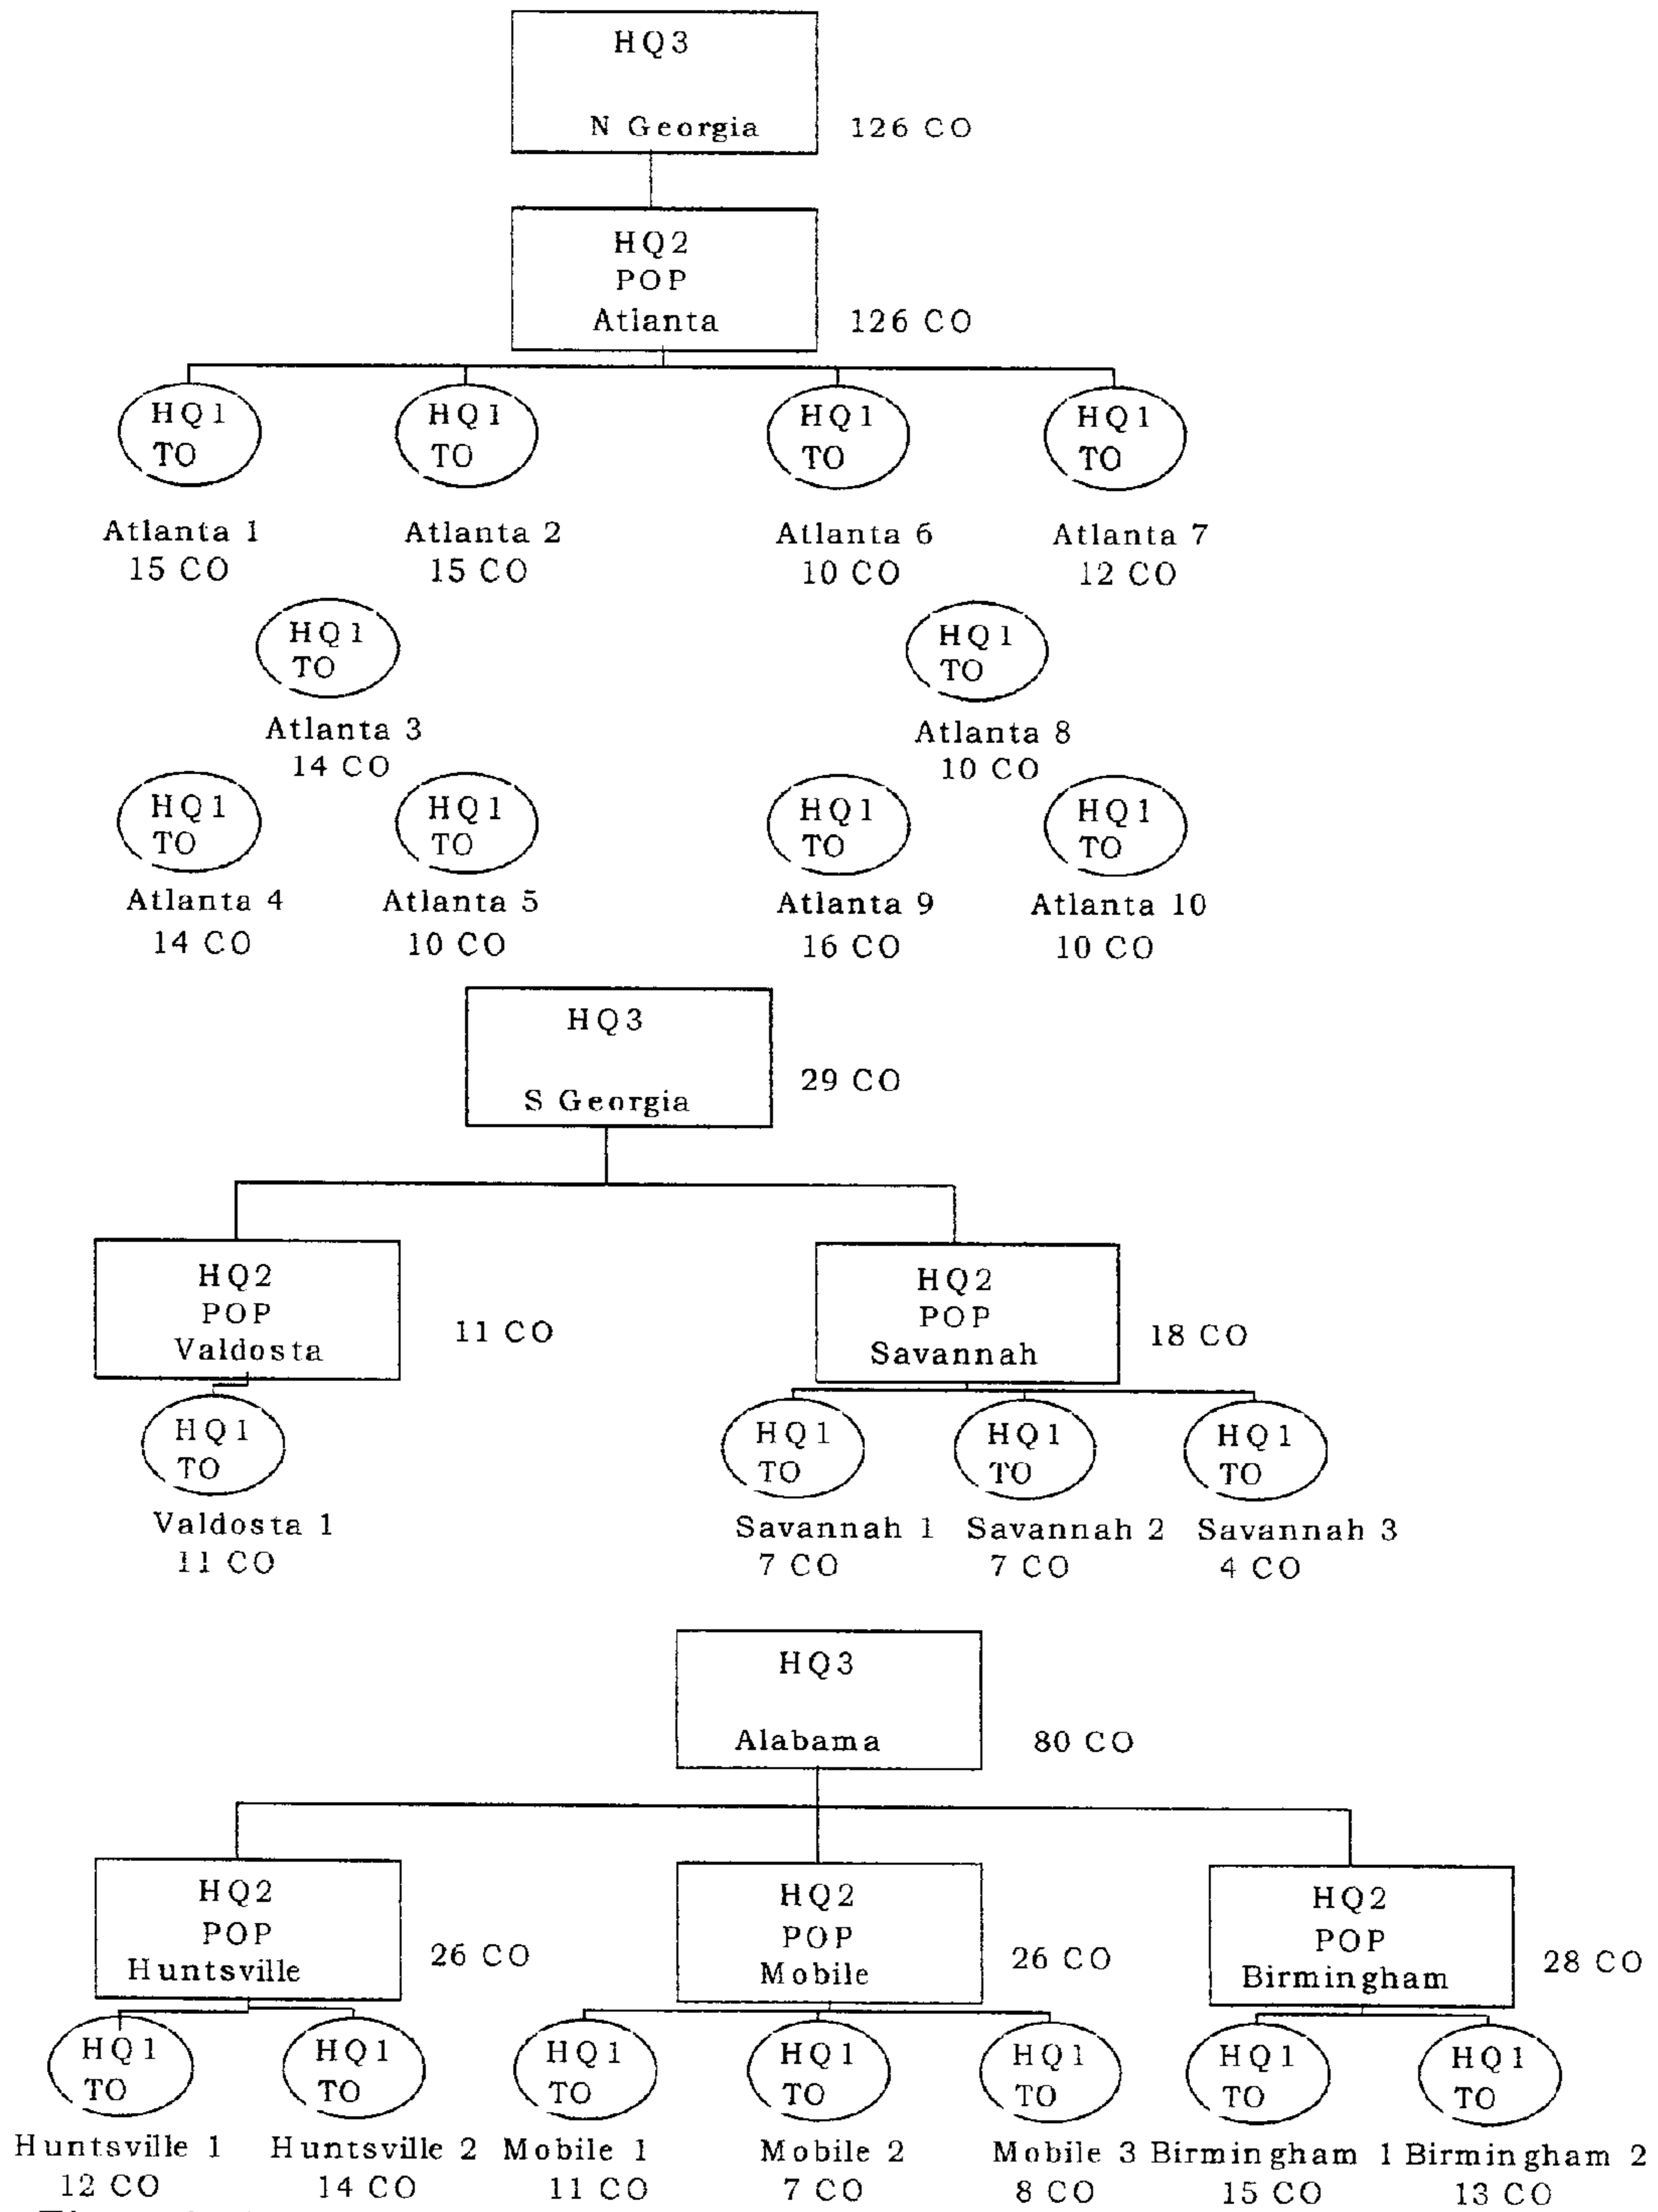 HQ3
N Georgia
126 CO
HQ2
POP
Atlanta
126 CO
HQ1 HQ1 HQ1 HQ1
TO TO TO TO
Atlanta 1 Atlanta 2 Atlanta 6 Atlanta 7
15 CO 15 CO 10 CO 12 CO
HQ1 HQ1
TO TO
Atlanta 3 Atlanta 8
14 CO 10 CO
HQ1 HQ1 HQ1 HQ1
TO TO TO TO
Atlanta 4 Atlanta 5 Atlanta 9 Atlanta 10
14 CO 10 CO 16 CO 10 CO
HQ3
S Georgia
29 CO
HQ2 HQ2
POP POP
Valdosta Savannah
11 CO 18 CO
HQ1 HQ1 HQ1 HQ1
TO TO TO TO
Valdosta 1 Savannah 1 Savannah 2 Savannah 3
11 CO 7 CO 7 CO 4 CO
HQ3
Alabama
80 CO
HQ2 HQ2 HQ2
POP POP POP
Huntsville Mobile Birmingham
26 CO 26 CO 28 CO
HQ1 HQ1 HQ1 HQ1 HQ1 HQ1 HQ1
TO TO TO TO TO TO TO
Huntsville 1 Huntsville 2 Mobile 1 Mobile 2 Mobile 3 Birmingham 1 Birmingham 2
12 CO 14 CO 11 CO 7 CO 8 CO 15 CO 13 CO